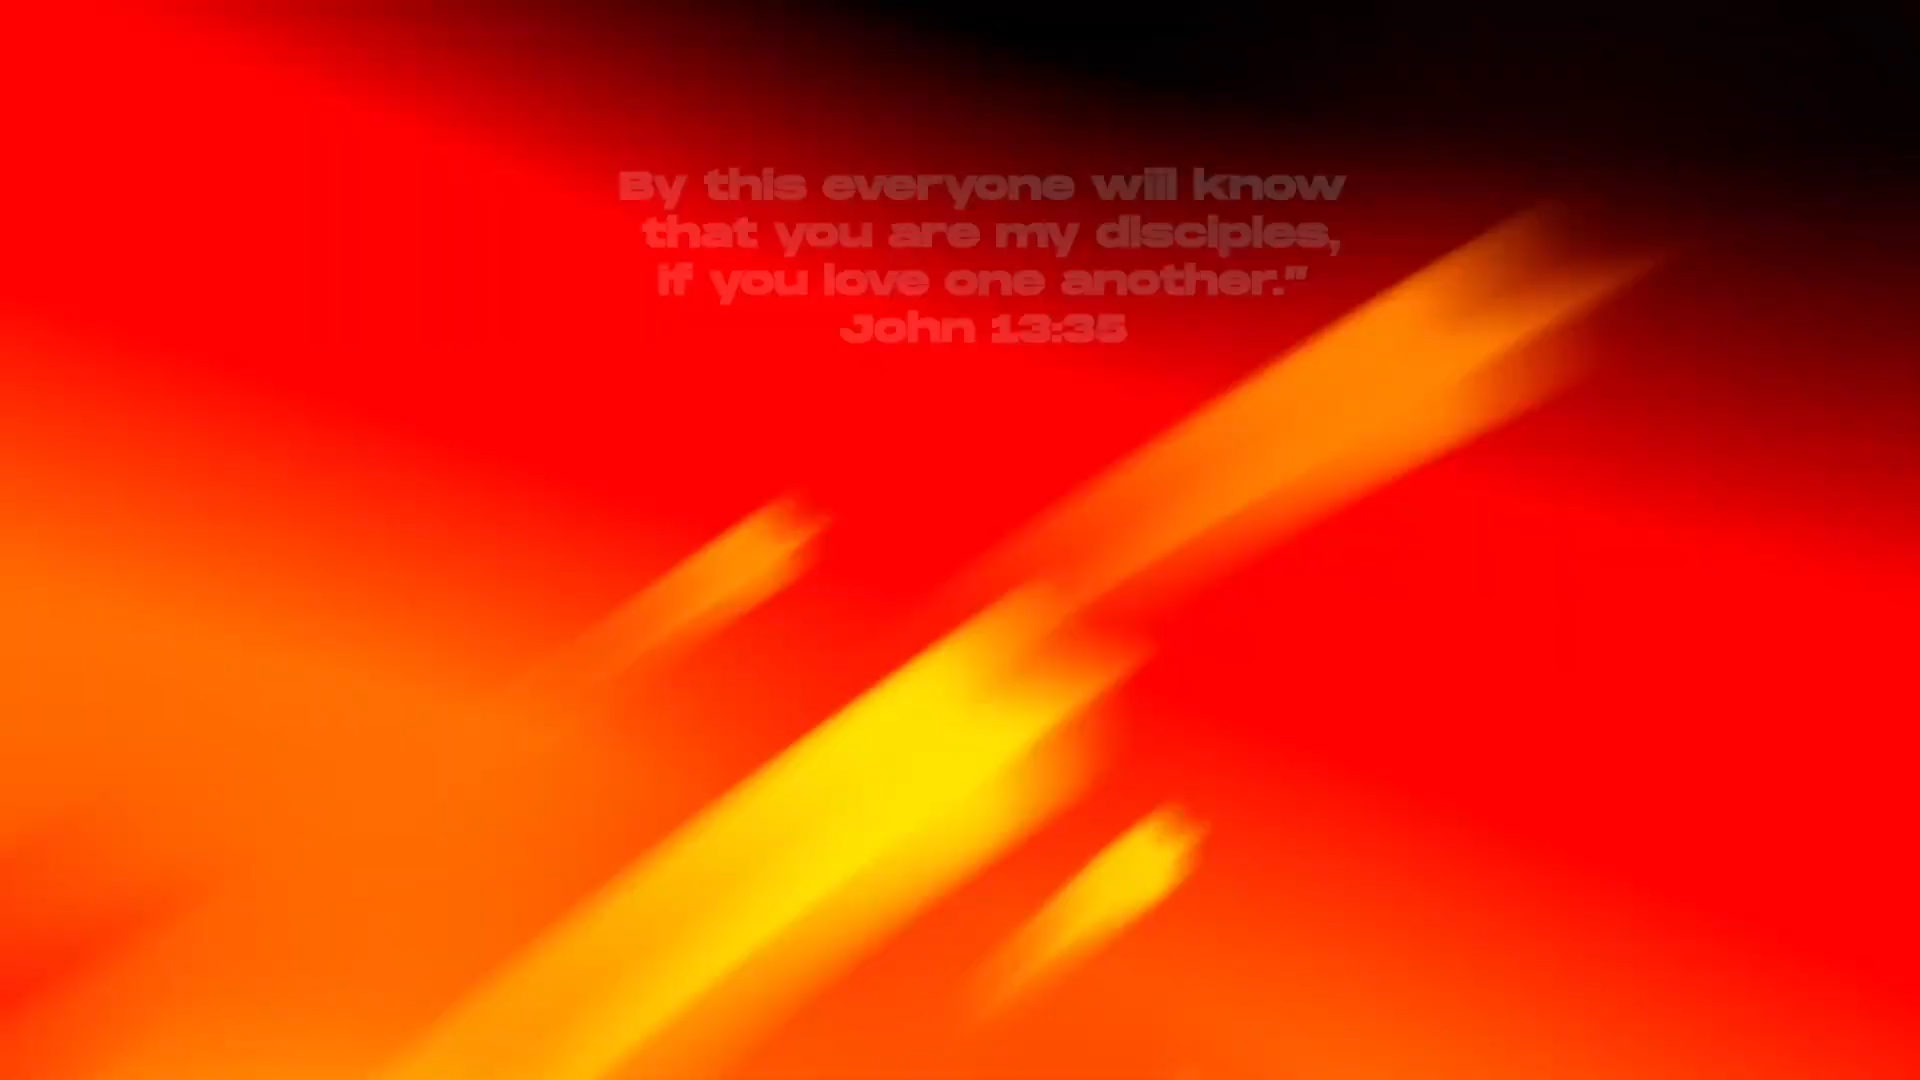 By this everyone will know
that you are my disciples,
if you love one another."
John 13:35